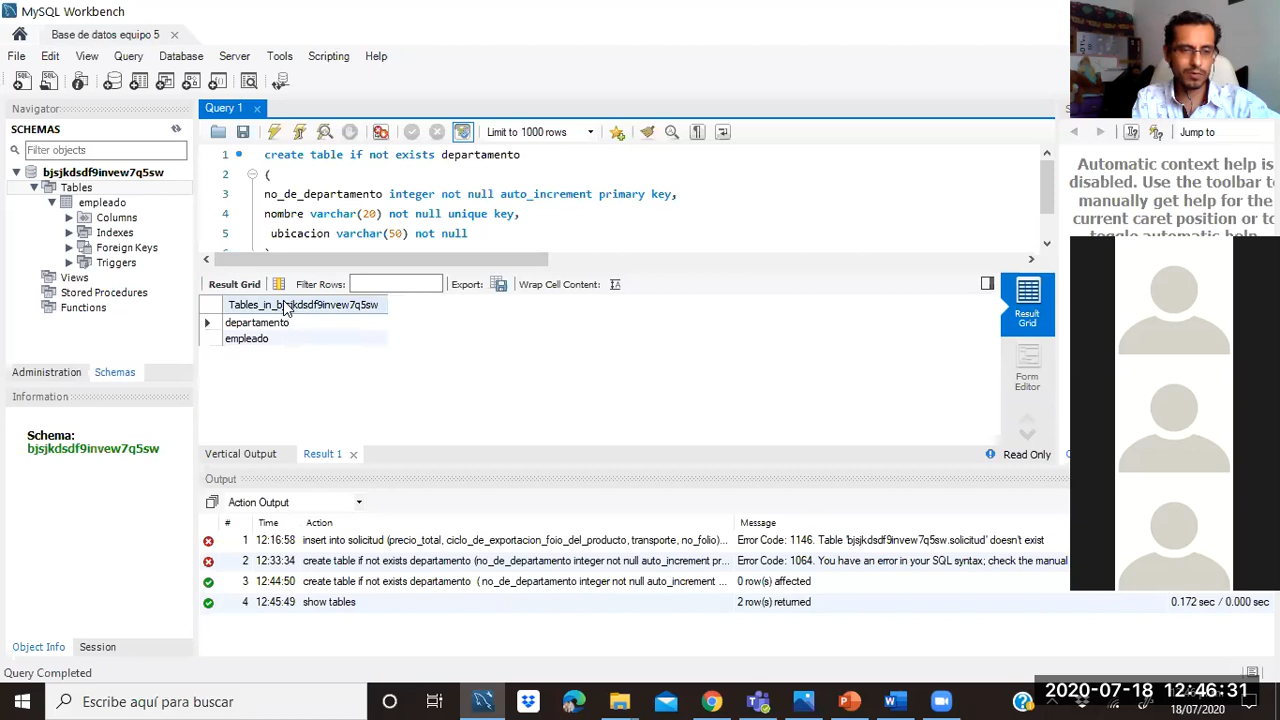 MySQL Workbench
Base de datos equipo 5
File Edit View Query Database Server Tools Scripting Help
Navigator:
SCHEMAS
Filter objects
bjsjkdsdf9invew7q5sw
Tables
empleado
Columns
Indexes
Foreign Keys
Triggers
Views
Stored Procedures
Functions
Administration Schemas
Information
Schema:
bjsjkdsdf9invew7q5sw
Object Info Session
Query Completed
Query 1
Limit to 1000 rows
1 create table if not exists departamento
2 (
3 no_de_departamento integer not null auto_increment primary key,
4 nombre varchar(20) not null unique key,
5 ubicacion varchar(50) not null
Result Grid Filter Rows: Export: Wrap Cell Content:
Tables_in_bjsjkdsdf9invew7q5sw
departamento
empleado
Result Grid
Form Editor
Vertical Output Result 1 Read Only
Output
Action Output
# Time Action Message
1 12:16:58 insert into solicitud (precio_total, ciclo_de_exportacion_foio_del_producto, transporte, no_folio)... Error Code: 1146. Table 'bjsjkdsdf9invew7q5sw.solicitud' doesn't exist
2 12:33:34 create table if not exists departamento (no_de_departamento integer not null auto_increment pr... Error Code: 1064. You have an error in your SQL syntax; check the manual
3 12:44:50 create table if not exists departamento ( no_de_departamento integer not null auto_increment ... 0 row(s) affected
4 12:45:49 show tables 2 row(s) returned 0.172 sec / 0.000 sec
Jump to
Automatic context help is
disabled. Use the toolbar to
manually get help for the
current caret position or to
toggle automatic help.
Escribe aquí para buscar
2020-07-18 12:46:31
18/07/2020